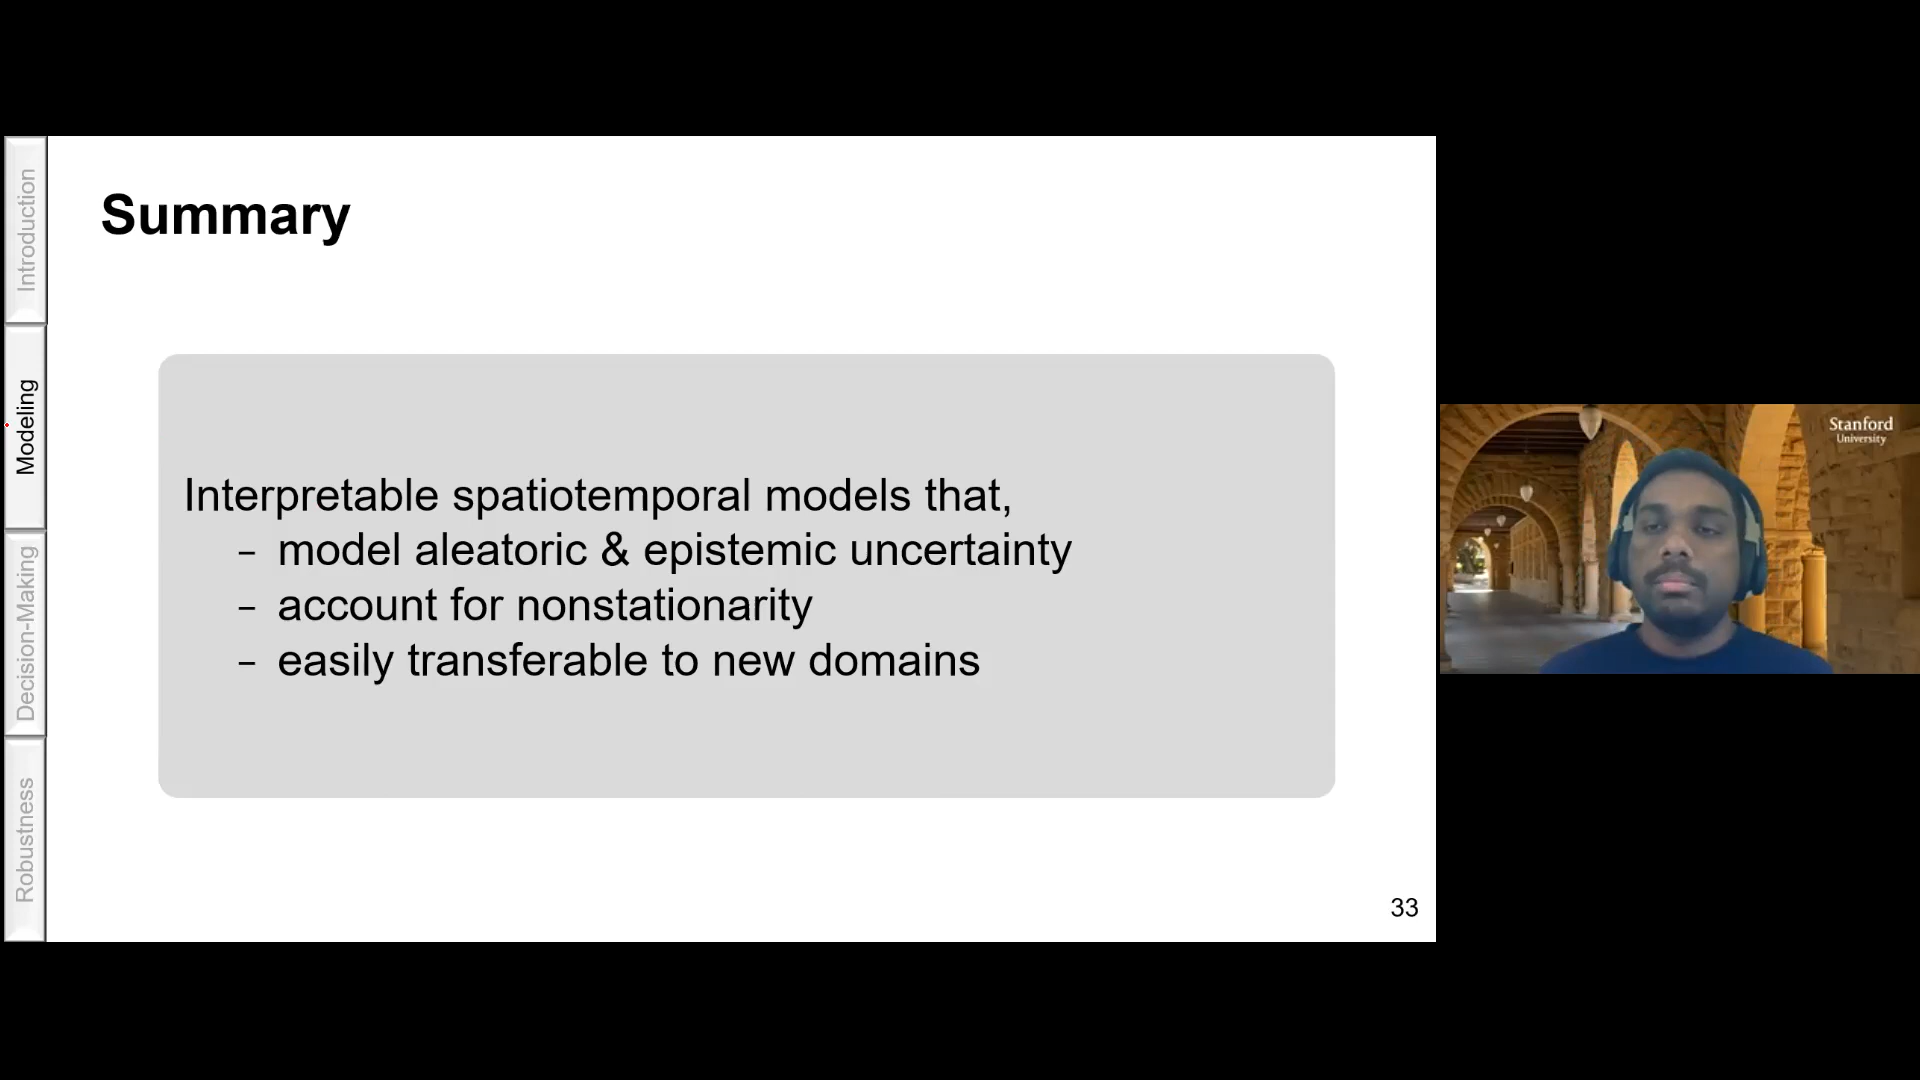 Introduction
Modeling
Decision-Making
Robustness
Summary
Interpretable spatiotemporal models that,
– model aleatoric & epistemic uncertainty
– account for nonstationarity
– easily transferable to new domains
33
Stanford
University